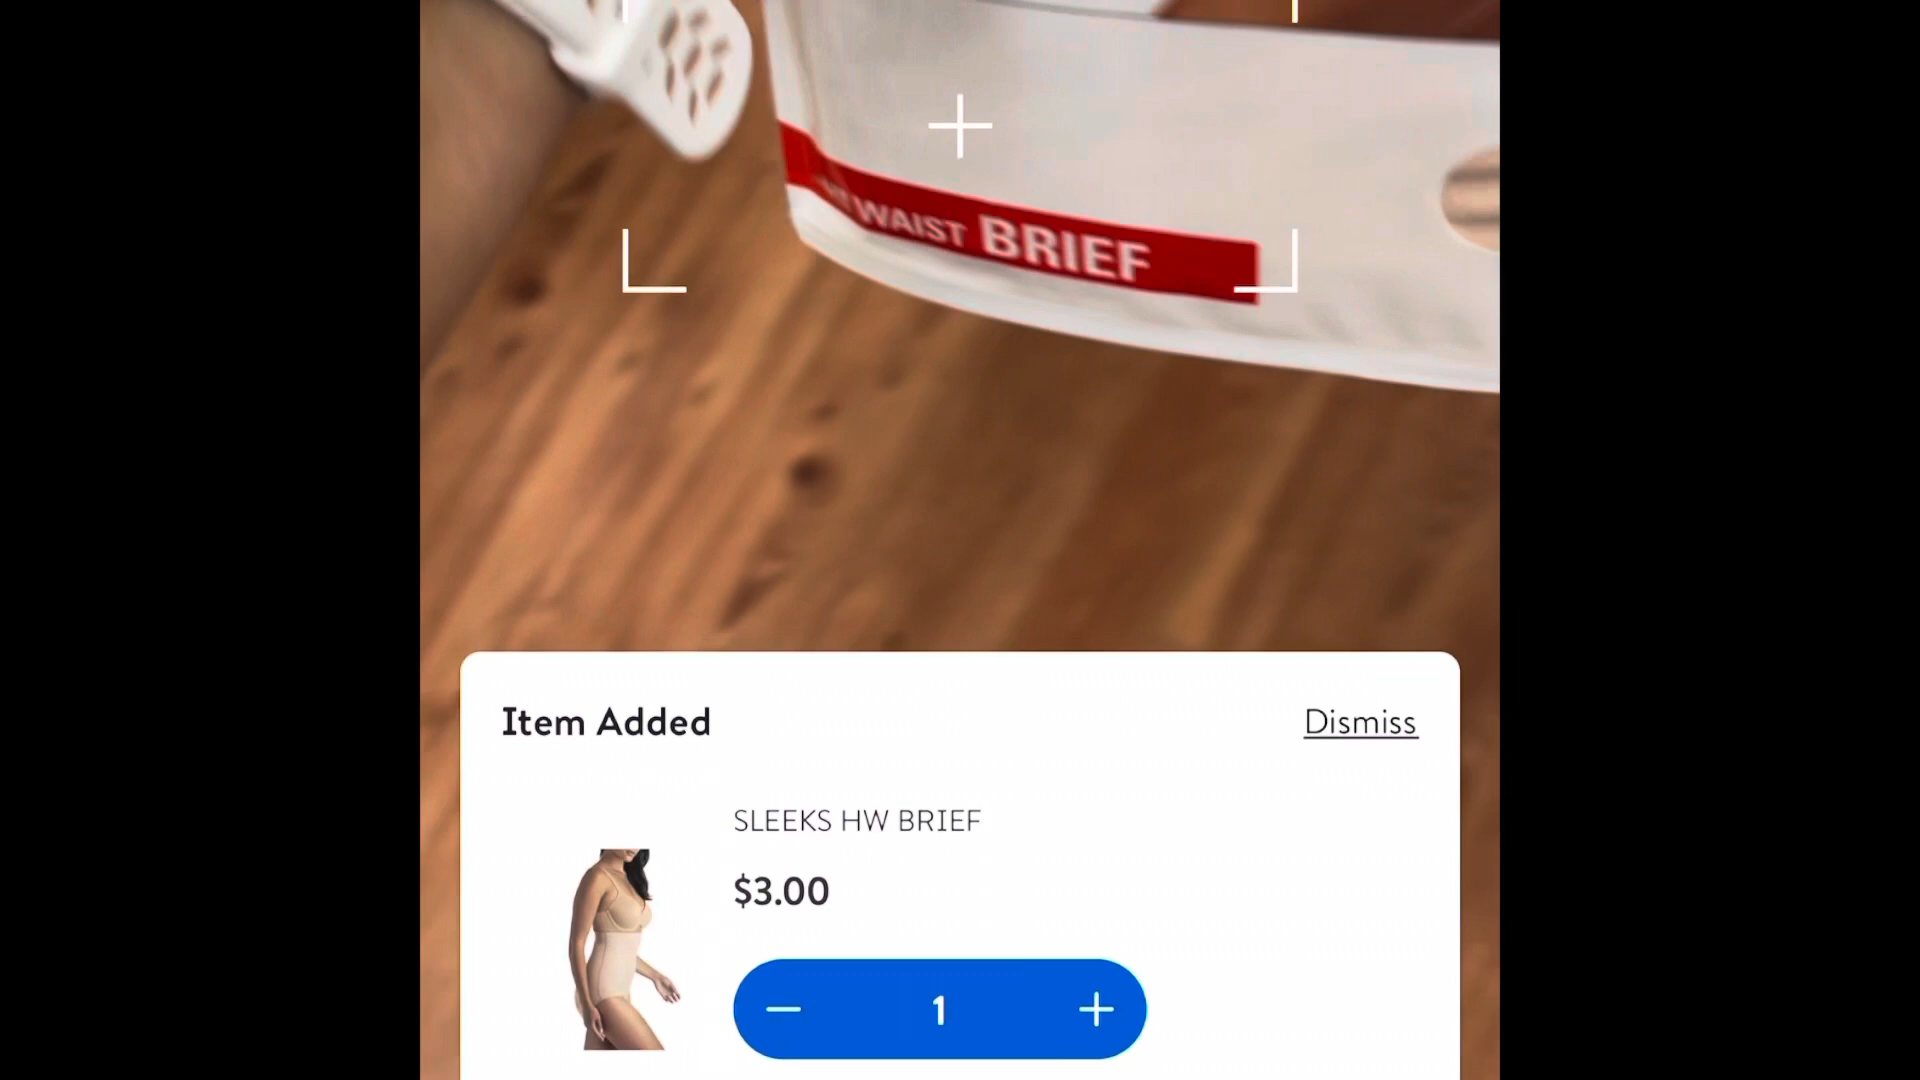 WAIST BRIEF
Item Added
Dismiss
SLEEKS HW BRIEF
$3.00
1